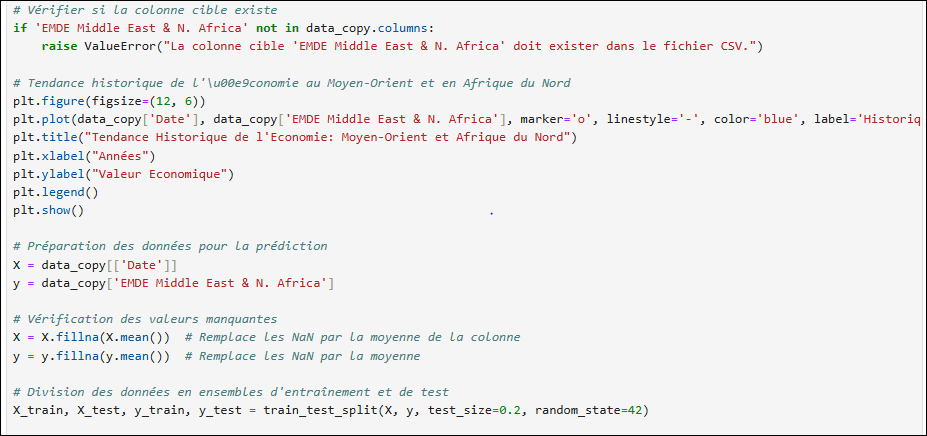 # Vérifier si la colonne cible existe
if 'EMDE Middle East & N. Africa' not in data_copy.columns:
    raise ValueError("La colonne cible 'EMDE Middle East & N. Africa' doit exister dans le fichier CSV.")

# Tendance historique de l'\u00e9conomie au Moyen-Orient et en Afrique du Nord
plt.figure(figsize=(12, 6))
plt.plot(data_copy['Date'], data_copy['EMDE Middle East & N. Africa'], marker='o', linestyle='-', color='blue', label='Historiq
plt.title("Tendance Historique de l'Economie: Moyen-Orient et Afrique du Nord")
plt.xlabel("Années")
plt.ylabel("Valeur Economique")
plt.legend()
plt.show()

# Préparation des données pour la prédiction
X = data_copy[['Date']]
y = data_copy['EMDE Middle East & N. Africa']

# Vérification des valeurs manquantes
X = X.fillna(X.mean())  # Remplace les NaN par la moyenne de la colonne
y = y.fillna(y.mean())  # Remplace les NaN par la moyenne

# Division des données en ensembles d'entraînement et de test
X_train, X_test, y_train, y_test = train_test_split(X, y, test_size=0.2, random_state=42)